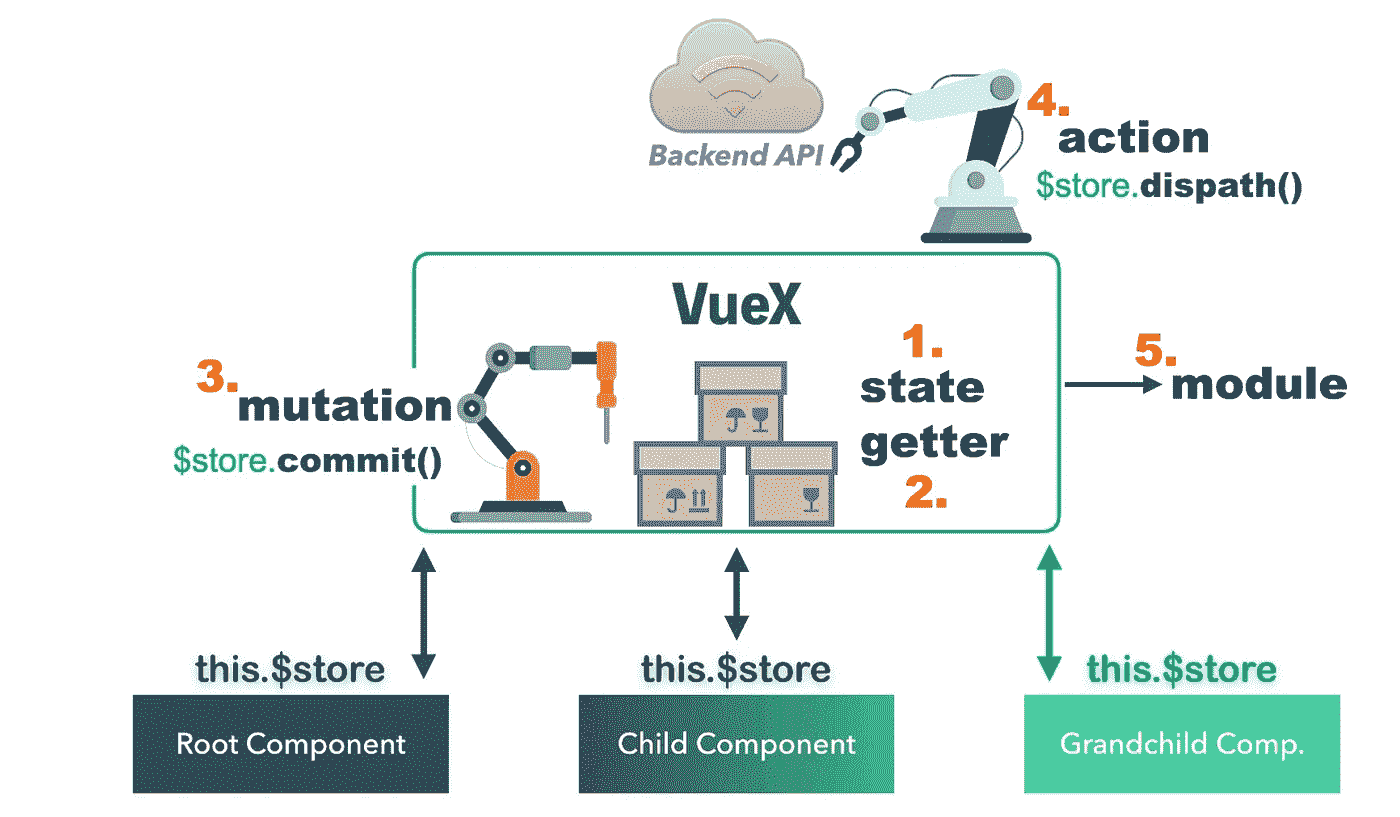 Backend API
4.
action
$store.dispath()
VueX
3.
mutation
$store.commit()
1.
state
getter
2.
5.
module
this.$store
this.$store
this.$store
Root Component
Child Component
Grandchild Comp.